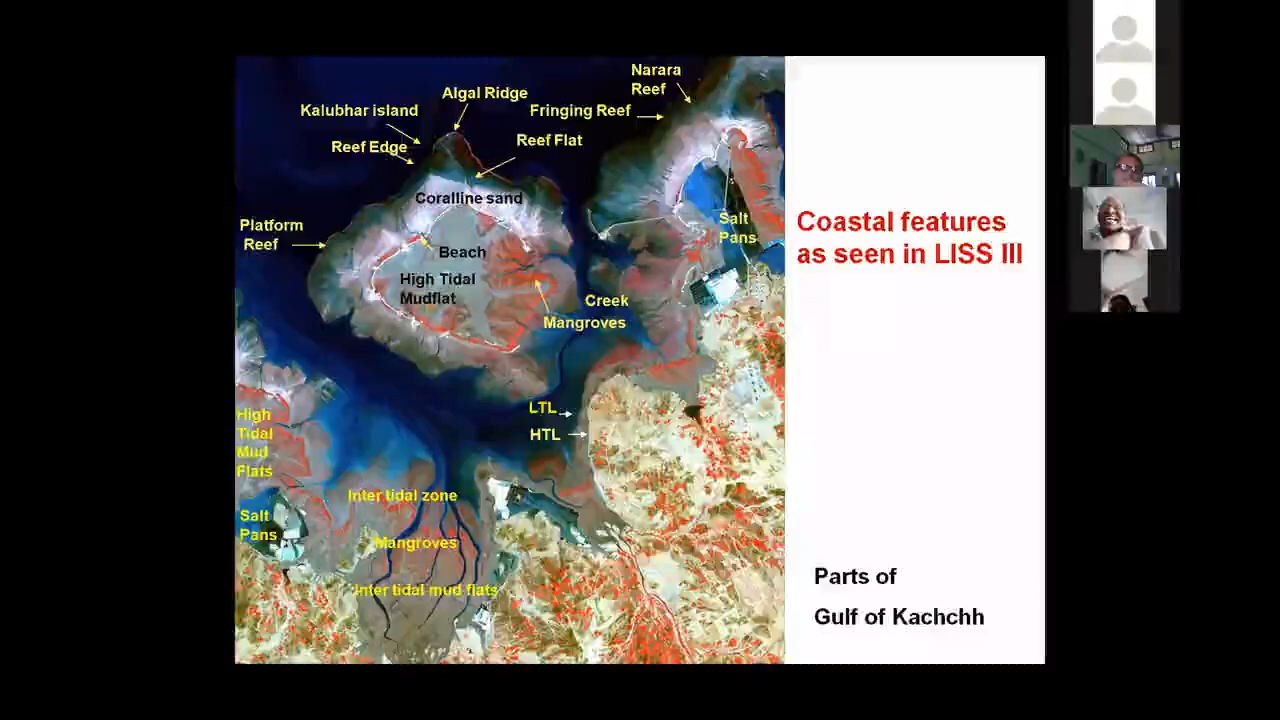 Narara
Reef
Algal Ridge
Kalubhar island
Fringing Reef
Reef Flat
Reef Edge
Coralline sand
Platform
Reef
Salt
Pans
Beach
High Tidal
Mudflat
Creek
Mangroves
LTL
HTL
High
Tidal
Mud
Flats
Inter tidal zone
Salt
Pans
Mangroves
Inter tidal mud flats
Coastal features
as seen in LISS III
Parts of
Gulf of Kachchh